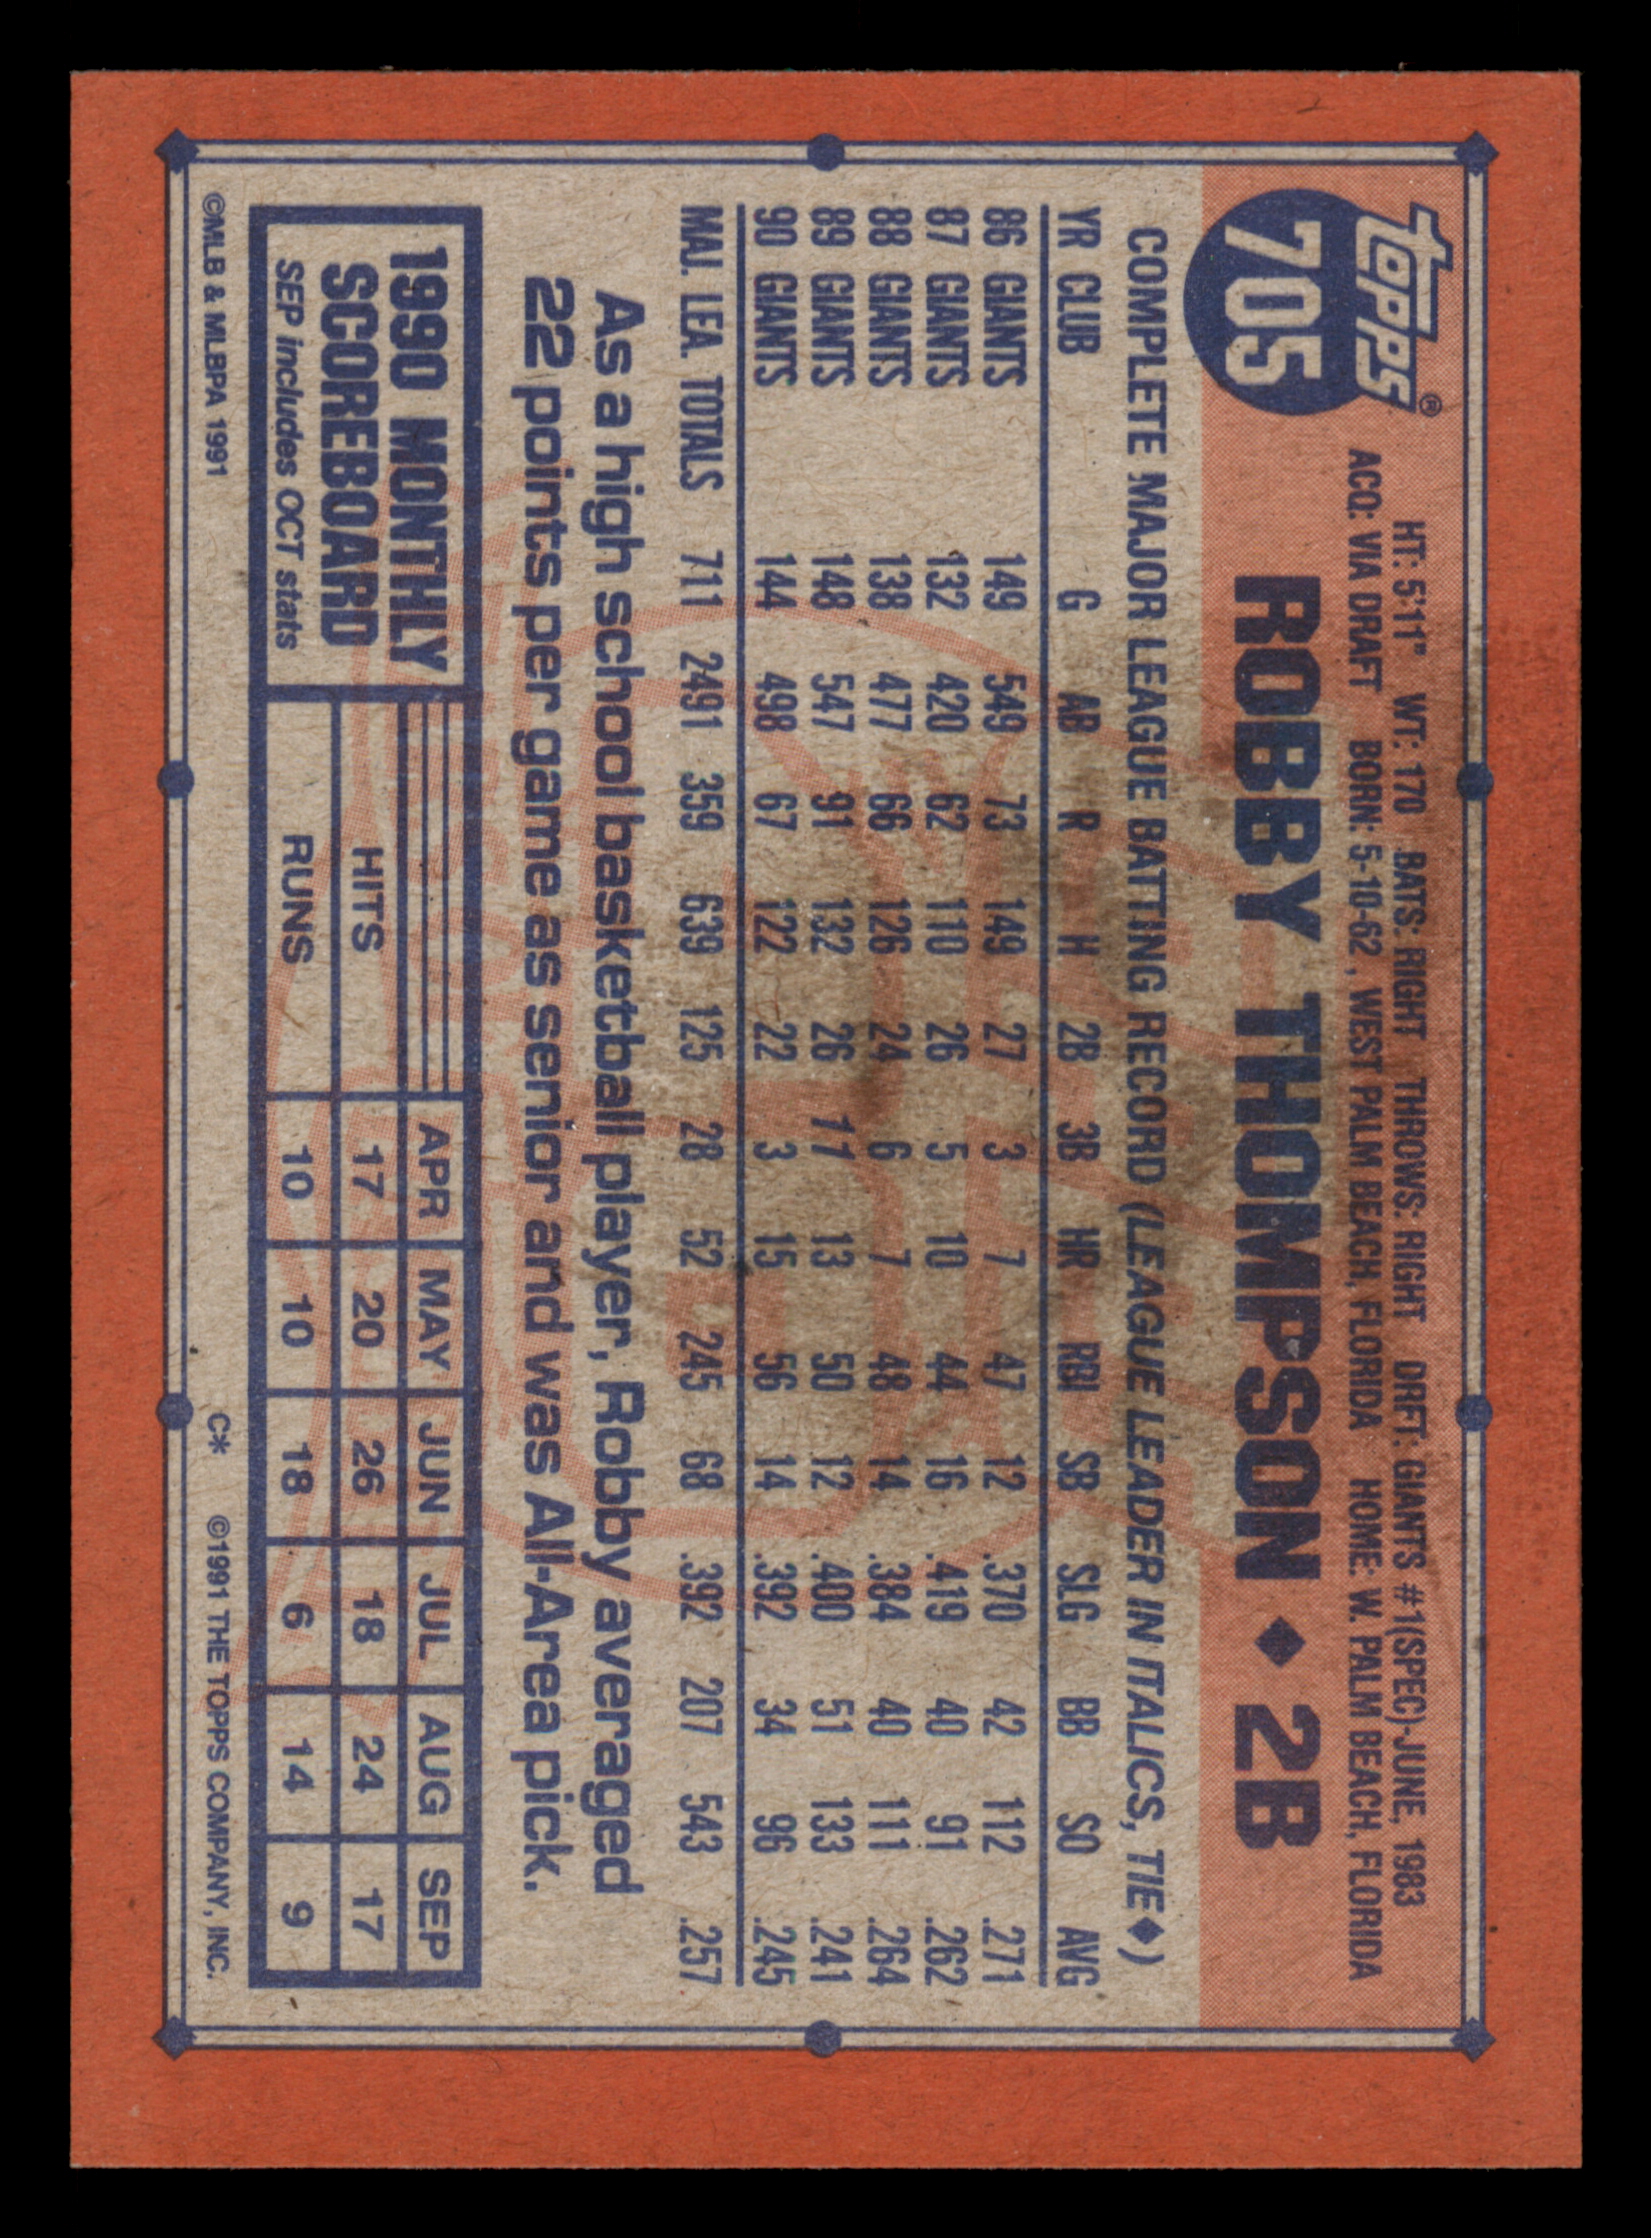 TOPPS®
705
HT: 5'11" WT: 170 BATS: RIGHT THROWS: RIGHT DRFT: GIANTS #1(SPEC)-JUNE, 1983
ACQ: VIA DRAFT BORN: 5-10-62, WEST PALM BEACH, FLORIDA HOME: W. PALM BEACH, FLORIDA
ROBBY THOMPSON ◆ 2B
COMPLETE MAJOR LEAGUE BATTING RECORD (LEAGUE LEADER IN ITALICS, TIE◆)
YR CLUB G AB R H 2B 3B HR RBI SB SLG BB SO AVG
86 GIANTS 149 549 73 149 27 3 7 47 12 .370 42 112 .271
87 GIANTS 132 420 62 110 26 5 10 44 16 .419 40 91 .262
88 GIANTS 138 477 66 126 24 6 7 48 14 .384 40 111 .264
89 GIANTS 148 547 91 132 26 11 13 50 12 .400 51 133 .241
90 GIANTS 144 498 67 122 22 3 15 56 14 .392 34 96 .245
MAJ. LEA. TOTALS 711 2491 359 639 125 28 52 245 68 .392 207 543 .257
As a high school basketball player, Robby averaged
22 points per game as senior and was All-Area pick.
1990 MONTHLY
SCOREBOARD
SEP includes OCT stats
APR MAY JUN JUL AUG SEP
HITS 17 20 26 18 24 17
RUNS 10 10 18 6 14 9
©MLB & MLBPA 1991 C* ©1991 THE TOPPS COMPANY, INC.